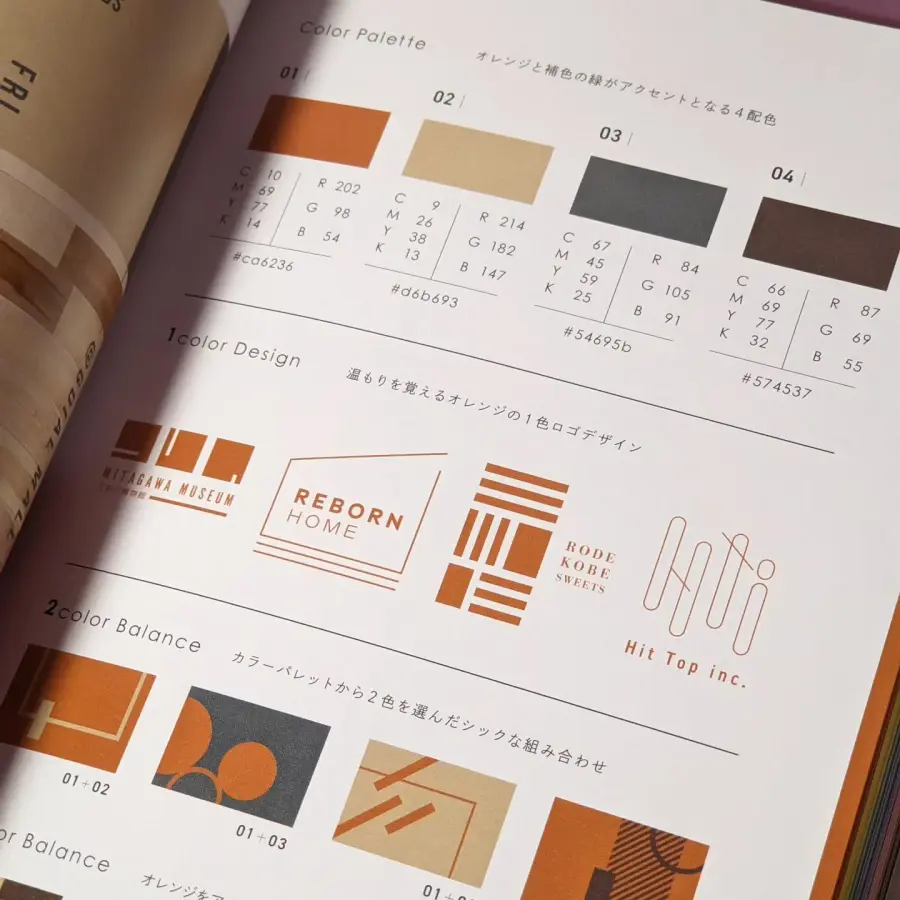 FRI
Color Palette
オレンジと補色の緑がアクセントとなる4配色
01
C 10
M 69
Y 77
K 14
R 202
G 98
B 54
#ca6236
02
C 9
M 26
Y 38
K 13
R 214
G 182
B 147
#d6b693
03
C 67
M 45
Y 59
K 25
R 84
G 105
B 91
#54695b
04
C 66
M 69
Y 77
K 32
R 87
G 69
B 55
#574537
1color Design
温もりを覚えるオレンジの1色ロゴデザイン
MITAGAWA MUSEUM
REBORN
HOME
RODE
KOBE
SWEETS
Hit Top inc.
2color Balance
カラーパレットから2色を選んだシックな組み合わせ
01+02
01+03
or Balance
オレンジをア